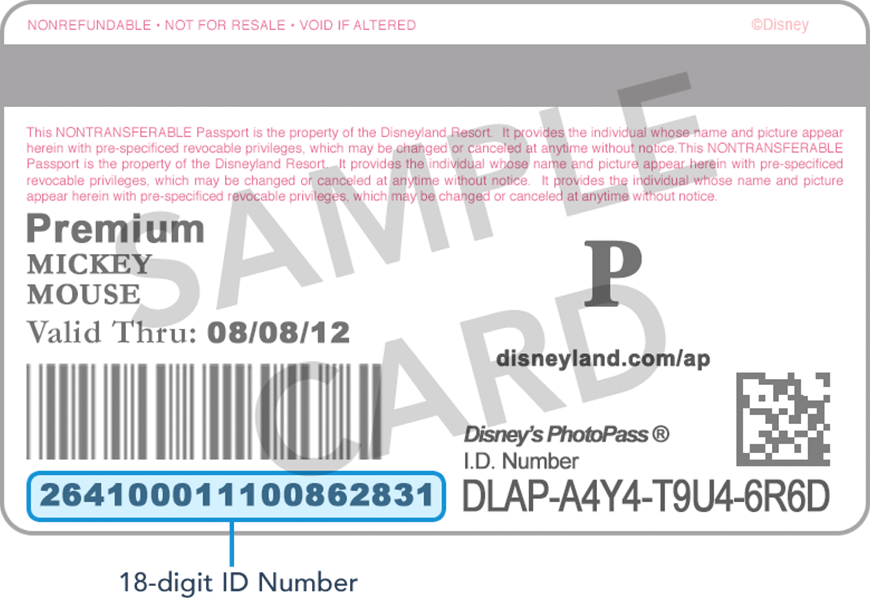 NONREFUNDABLE • NOT FOR RESALE • VOID IF ALTERED
©Disney
This NONTRANSFERABLE Passport is the property of the Disneyland Resort. It provides the individual whose name and picture appear
herein with pre-specificed revocable privileges, which may be changed or canceled at anytime without notice.This NONTRANSFERABLE
Passport is the property of the Disneyland Resort. It provides the individual whose name and picture appear herein with pre-specificed
revocable privileges, which may be changed or canceled at anytime without notice. It provides the individual whose name and picture
appear herein with pre-specificed revocable privileges, which may be changed or canceled at anytime without notice.
SAMPLE
CARD
Premium
MICKEY
MOUSE
Valid Thru: 08/08/12
P
disneyland.com/ap
Disney's PhotoPass ®
I.D. Number
264100011100862831
DLAP-A4Y4-T9U4-6R6D
18-digit ID Number